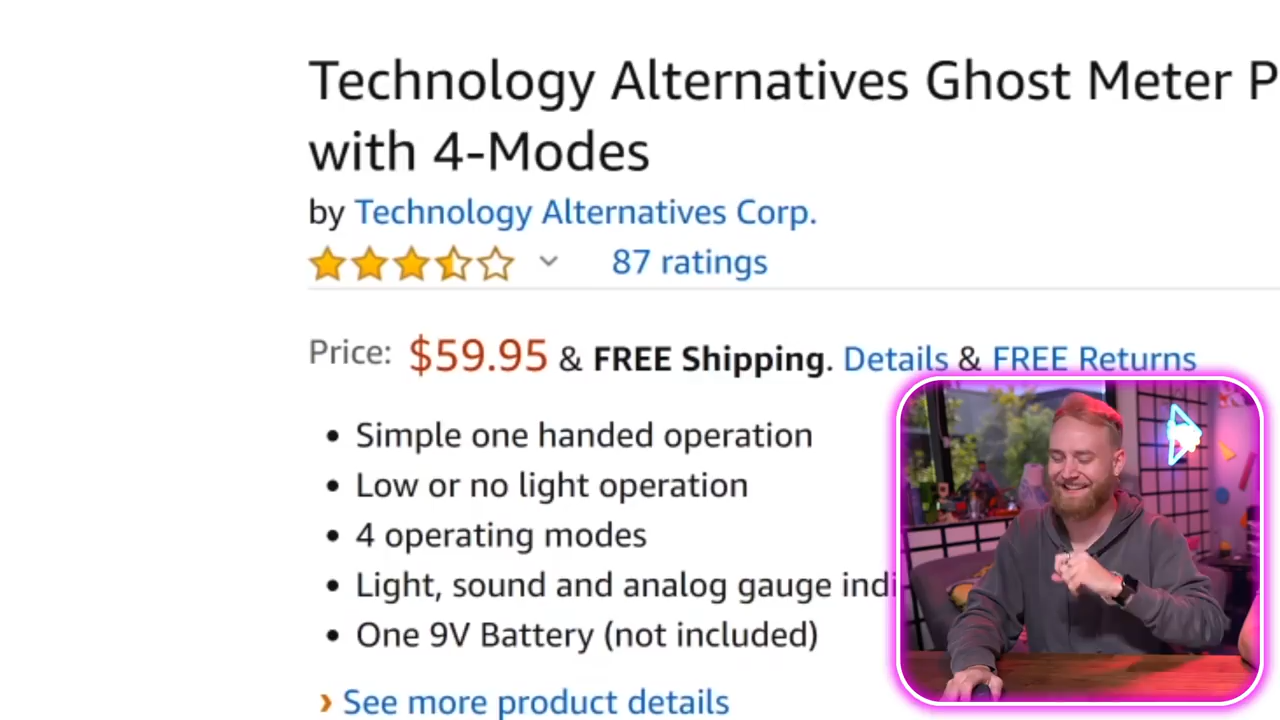 Technology Alternatives Ghost Meter P
with 4-Modes
by Technology Alternatives Corp.
87 ratings
Price: $59.95 & FREE Shipping. Details & FREE Returns
• Simple one handed operation
• Low or no light operation
• 4 operating modes
• Light, sound and analog gauge indi
• One 9V Battery (not included)
› See more product details